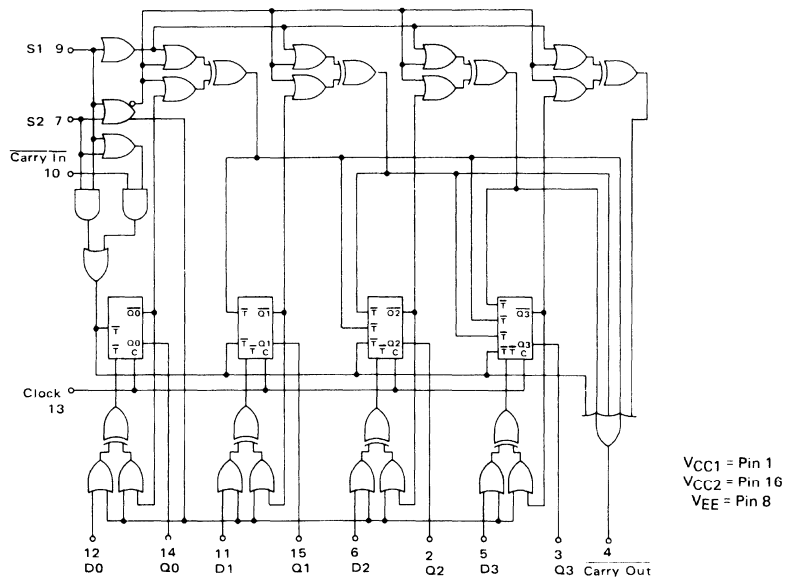 S1 9
S2 7
Carry In
10
Q0
T
T
Q0
C
T
Q1
T
T
Q1
C
T
Q2
T
T
T
Q2
C
T
Q3
T
T
T T
Q3
C
Clock
13
VCC1 = Pin 1
VCC2 = Pin 16
VEE = Pin 8
12 14 11 15 6 2 5 3 4
D0 Q0 D1 Q1 D2 Q2 D3 Q3 Carry Out